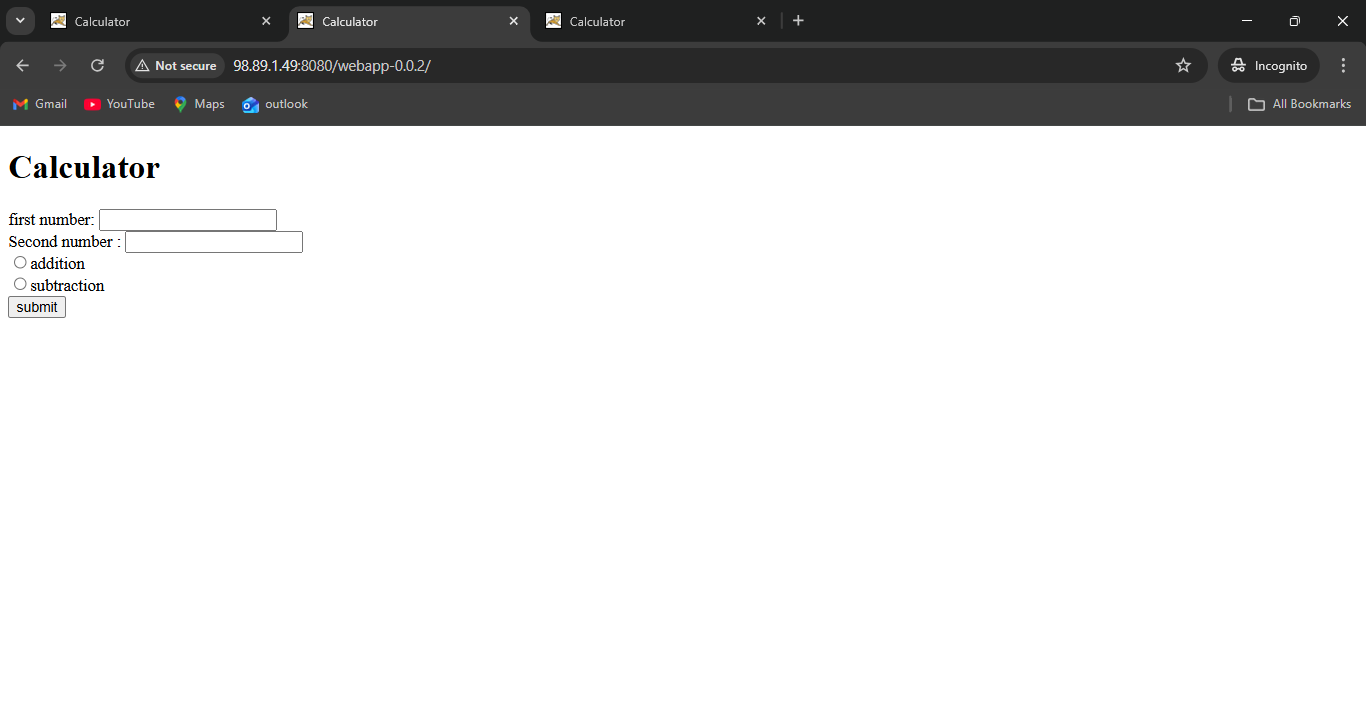 Calculator
Calculator
Calculator
Not secure
98.89.1.49:8080/webapp-0.0.2/
Incognito
Gmail
YouTube
Maps
outlook
All Bookmarks
Calculator
first number:
Second number :
addition
subtraction
submit